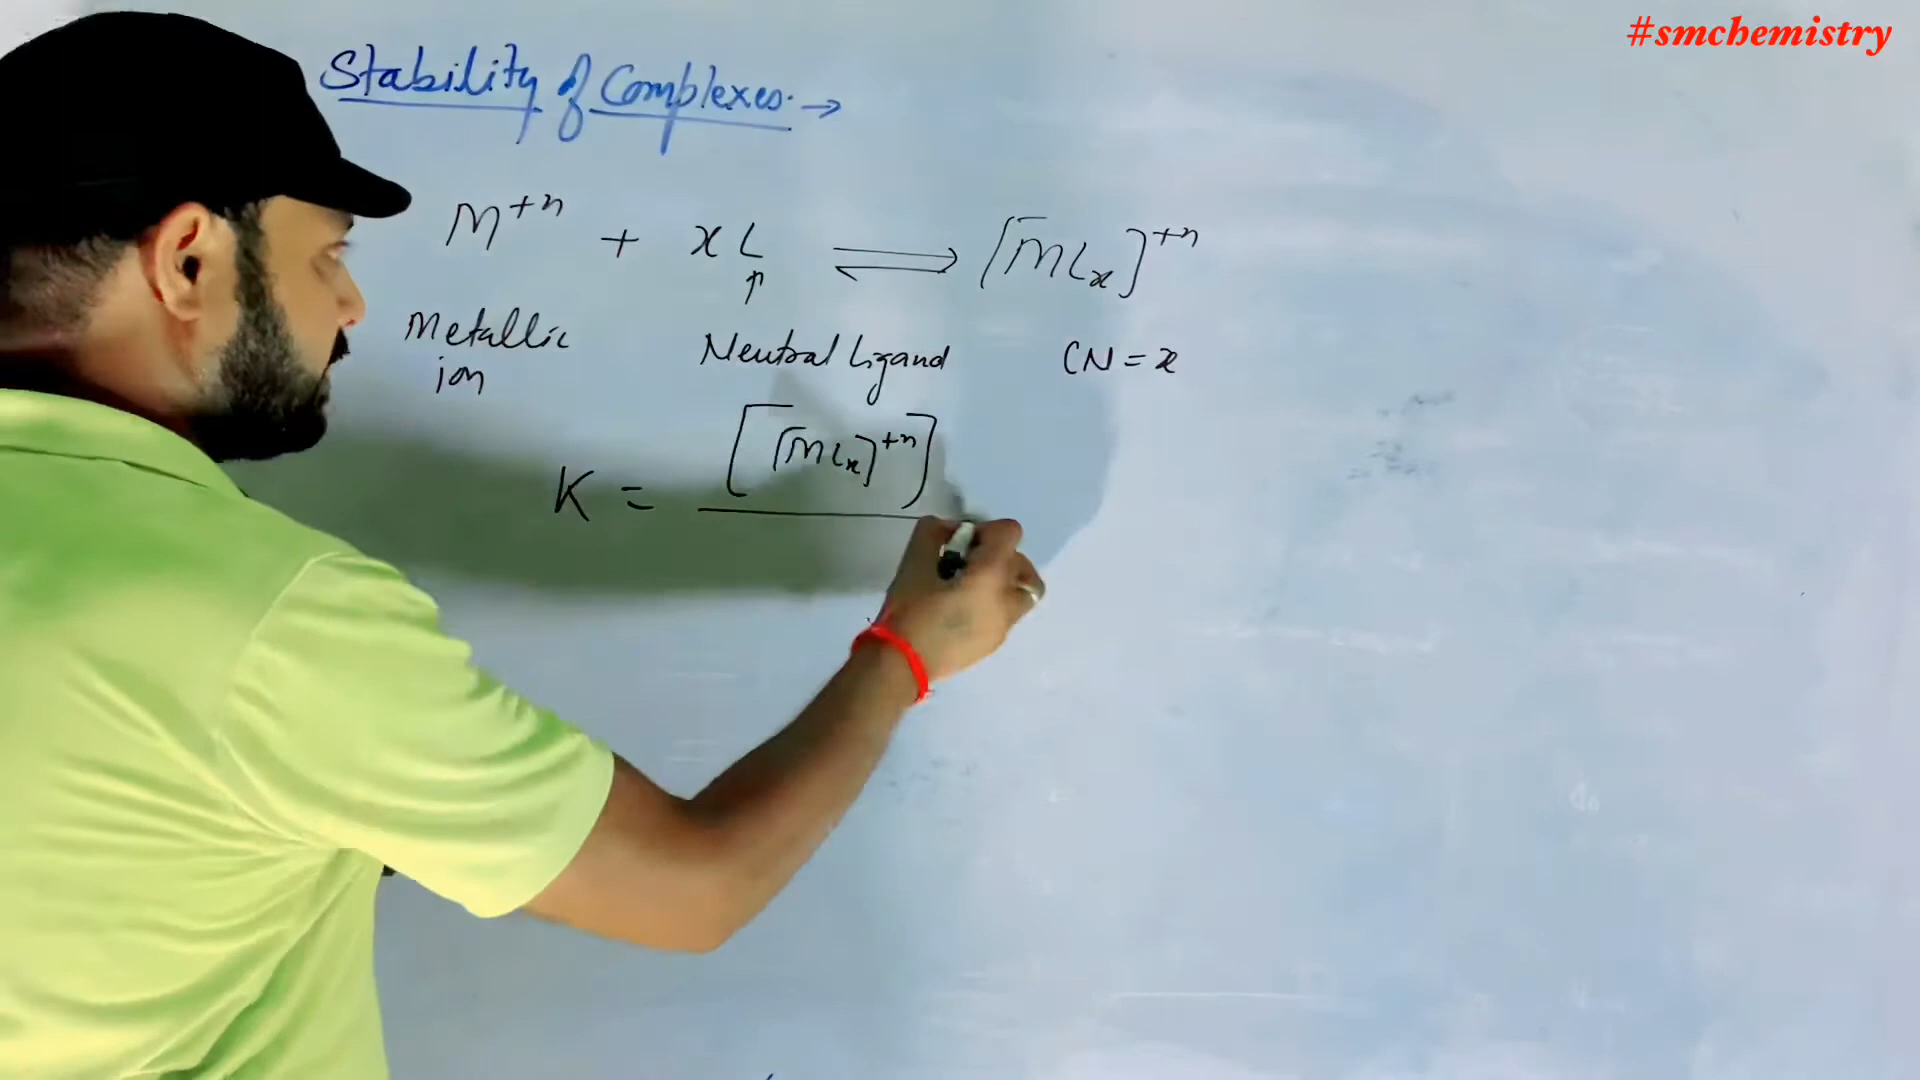 #smchemistry
Stability of Complexes. →
M⁺ⁿ + xL ⇌ [MLₓ]⁺ⁿ
↑
Metallic ion
Neutral Ligand
CN = x
K = [[MLₓ]⁺ⁿ]